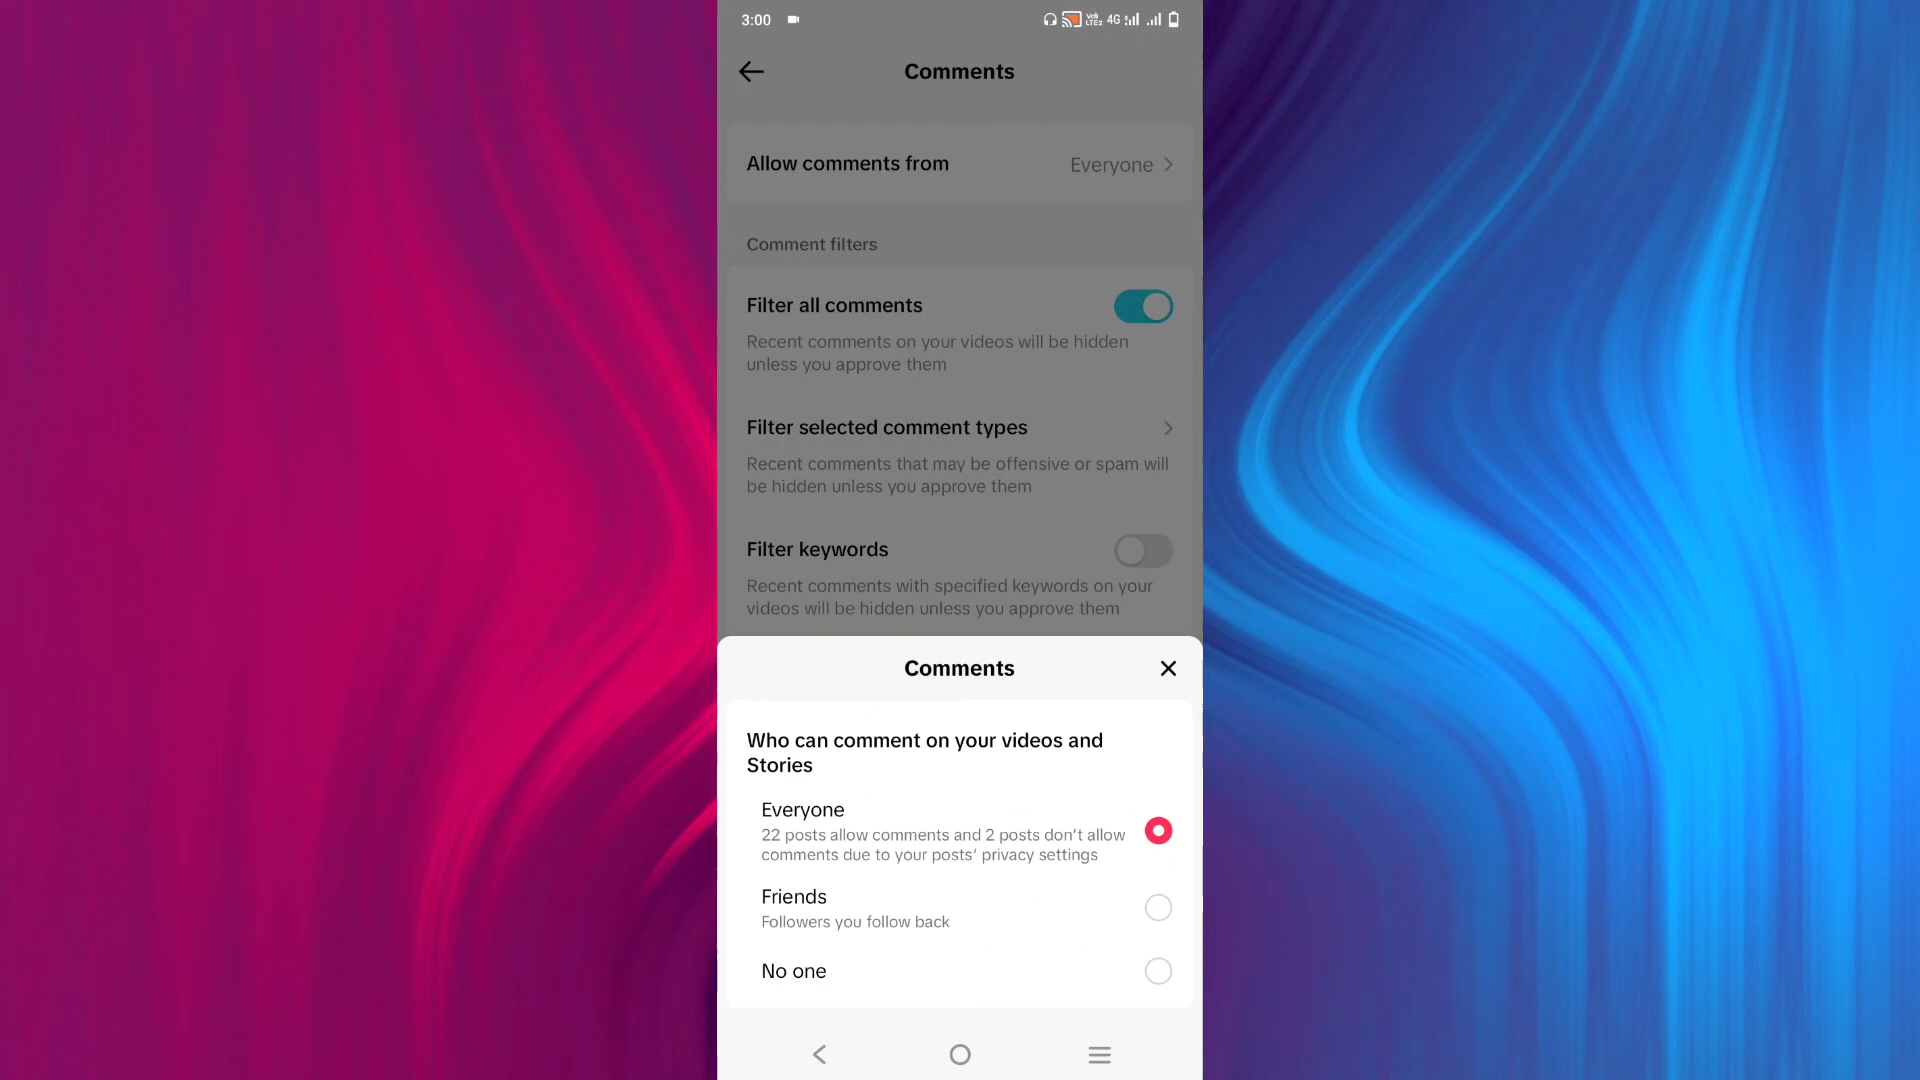 3:00
Vo) LTE2 4G
Comments
Allow comments from Everyone
Comment filters
Filter all comments
Recent comments on your videos will be hidden
unless you approve them
Filter selected comment types
Recent comments that may be offensive or spam will
be hidden unless you approve them
Filter keywords
Recent comments with specified keywords on your
videos will be hidden unless you approve them
Comments
Who can comment on your videos and
Stories
Everyone
22 posts allow comments and 2 posts don’t allow
comments due to your posts’ privacy settings
Friends
Followers you follow back
No one